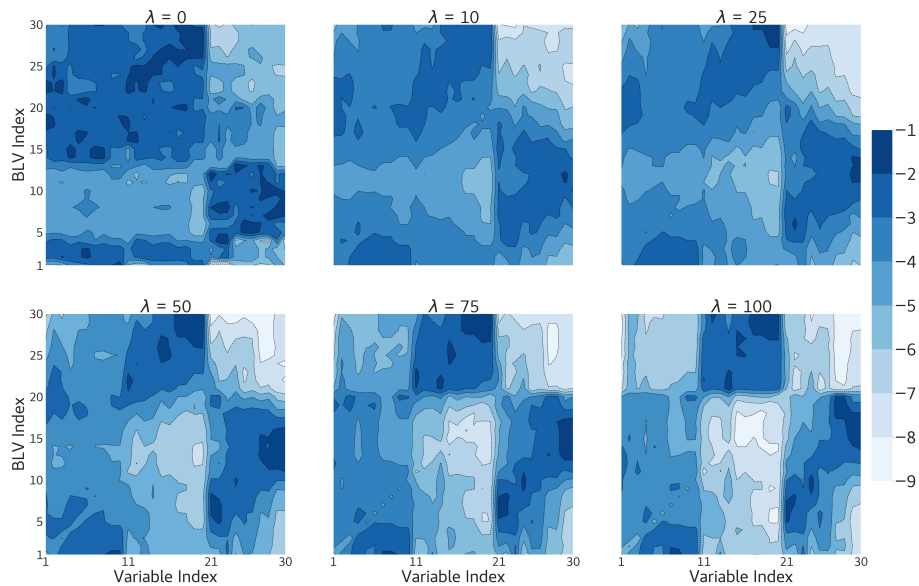 λ = 0
λ = 10
λ = 25
30
25
20
15
10
5
1
BLV Index
−1
−2
−3
−4
−5
−6
−7
−8
−9
λ = 50
λ = 75
λ = 100
30
25
20
15
10
5
1
BLV Index
1 11 21 30
1 11 21 30
1 11 21 30
Variable Index
Variable Index
Variable Index